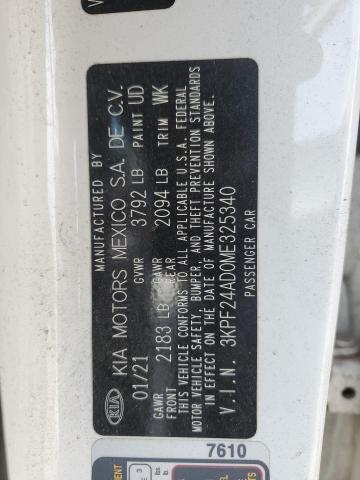 MANUFACTURED BY
KIA KIA MOTORS MEXICO S.A. DE C.V.
01/21 GVWR 3792 LB PAINT UD
GAWR FRONT 2183 LB GAWR REAR 2094 LB TRIM WK
THIS VEHICLE CONFORMS TO ALL APPLICABLE U.S.A. FEDERAL
MOTOR VEHICLE SAFETY, BUMPER, AND THEFT PREVENTION STANDARDS
IN EFFECT ON THE DATE OF MANUFACTURE SHOWN ABOVE.
V.I.N. 3KPF24AD0ME325340
PASSENGER CAR
7610